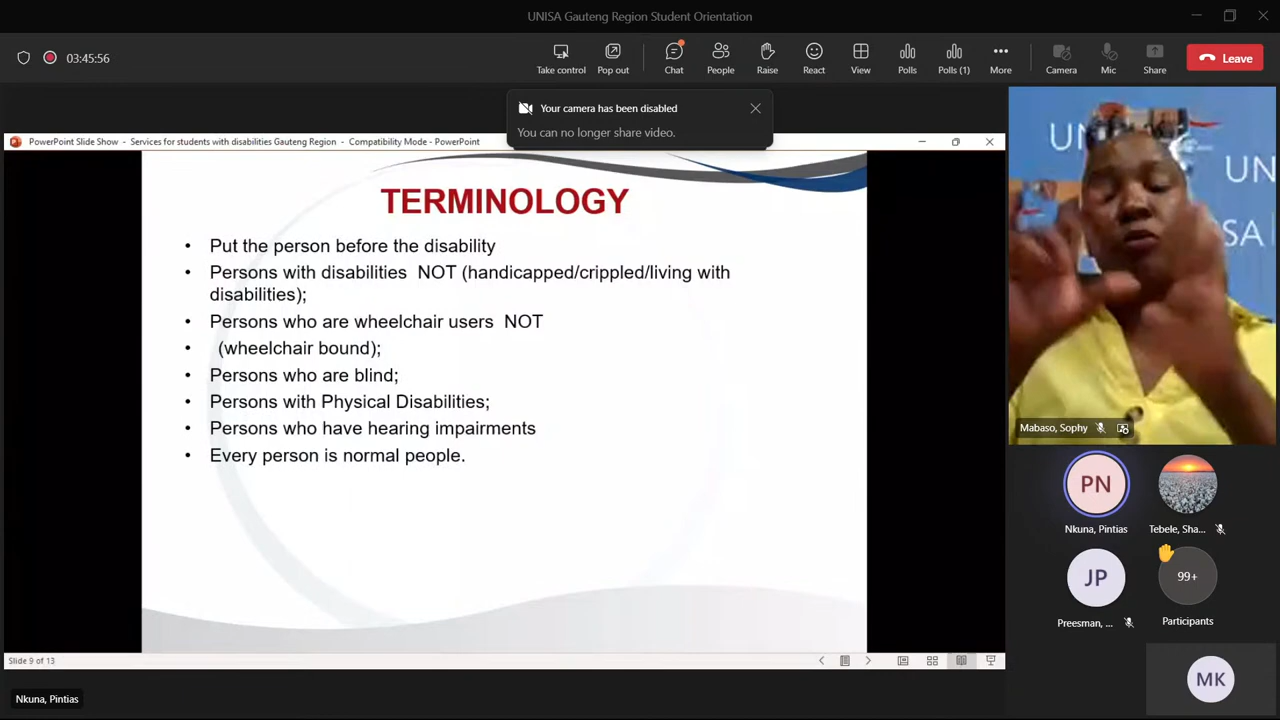 UNISA Gauteng Region Student Orientation
03:45:56
Take control
Pop out
Chat
People
Raise
React
View
Polls
Polls (1)
More
Camera
Mic
Share
Leave
Your camera has been disabled
You can no longer share video.
PowerPoint Slide Show - Services for students with disabilities Gauteng Region - Compatibility Mode - PowerPoint
TERMINOLOGY
• Put the person before the disability
• Persons with disabilities NOT (handicapped/crippled/living with
disabilities);
• Persons who are wheelchair users NOT
• (wheelchair bound);
• Persons who are blind;
• Persons with Physical Disabilities;
• Persons who have hearing impairments
• Every person is normal people.
Slide 9 of 13
Nkuna, Pintias
UNI
UN
SA
Mabaso, Sophy
PN
Nkuna, Pintias
Tebele, Sha...
JP
Preesman, ...
99+
Participants
MK